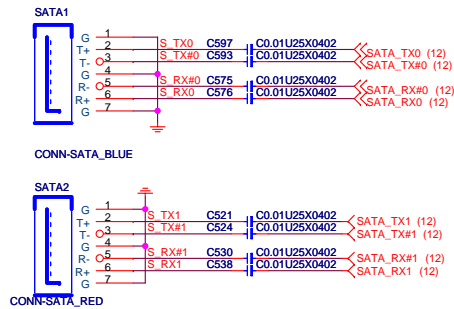 SATA1
G 1
T+ 2 S_TX0 C597 C0.01U25X0402 SATA_TX0 (12)
T- 3 S_TX#0 C593 C0.01U25X0402 SATA_TX#0 (12)
G 4
R- 5 S_RX#0 C575 C0.01U25X0402 SATA_RX#0 (12)
R+ 6 S_RX0 C576 C0.01U25X0402 SATA_RX0 (12)
G 7
CONN-SATA_BLUE
SATA2
G 1
T+ 2 S_TX1 C521 C0.01U25X0402 SATA_TX1 (12)
T- 3 S_TX#1 C524 C0.01U25X0402 SATA_TX#1 (12)
G 4
R- 5 S_RX#1 C530 C0.01U25X0402 SATA_RX#1 (12)
R+ 6 S_RX1 C538 C0.01U25X0402 SATA_RX1 (12)
G 7
CONN-SATA_RED